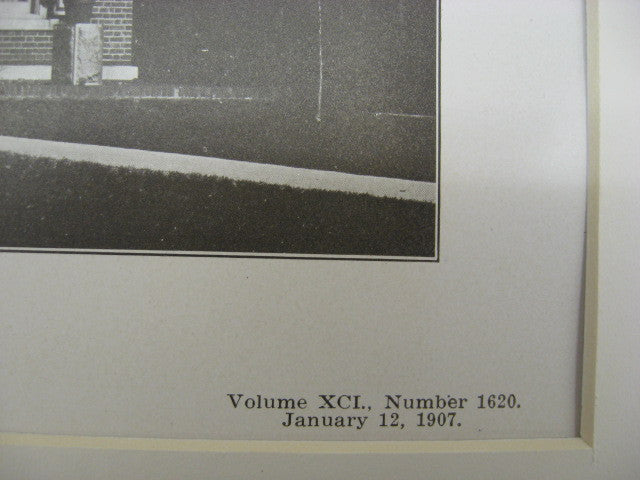 Volume XCI., Number 1620.
January 12, 1907.